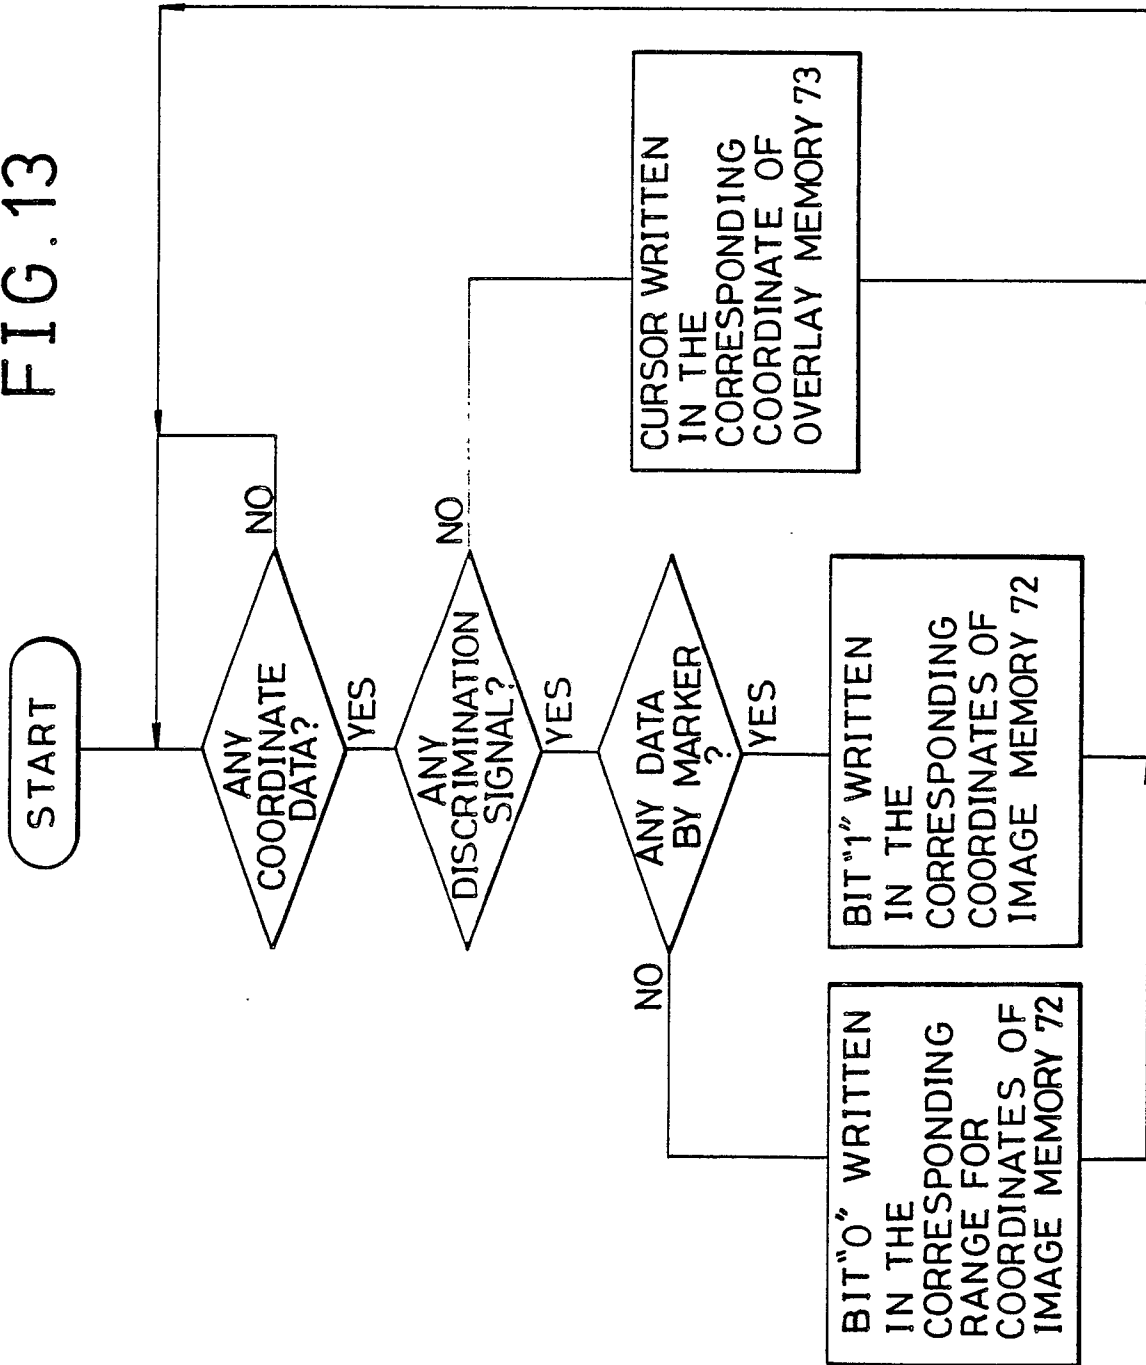 FIG.13
START
ANY
COORDINATE
DATA?
NO
YES
ANY
DISCRIMINATION
SIGNAL?
NO
YES
ANY DATA
BY MARKER
?
NO
YES
BIT"0" WRITTEN
IN THE
CORRESPONDING
RANGE FOR
COORDINATES OF
IMAGE MEMORY 72
BIT"1" WRITTEN
IN THE
CORRESPONDING
COORDINATES OF
IMAGE MEMORY 72
CURSOR WRITTEN
IN THE
CORRESPONDING
COORDINATE OF
OVERLAY MEMORY 73